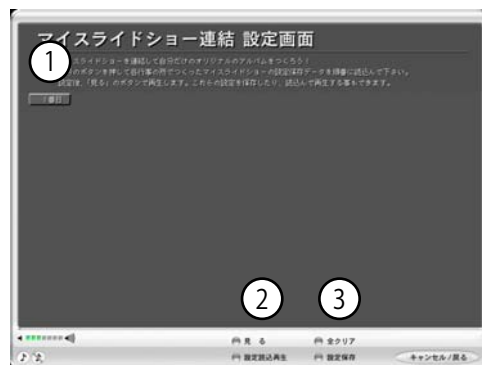 マイスライドショー連結 設定画面
①
スライドショーを連結して自分だけのオリジナルのアルバムをつくろう！
のボタンを押して各行事の所でつくったマイスライドショーの設定保存データを順番に読込んで下さい。
設定後、「見る」のボタンで再生します。これらの設定を保存したり、読込んで再生する事もできます。
1番目
② ③
見 る 全クリア
設定読込再生 設定保存 キャンセル/戻る